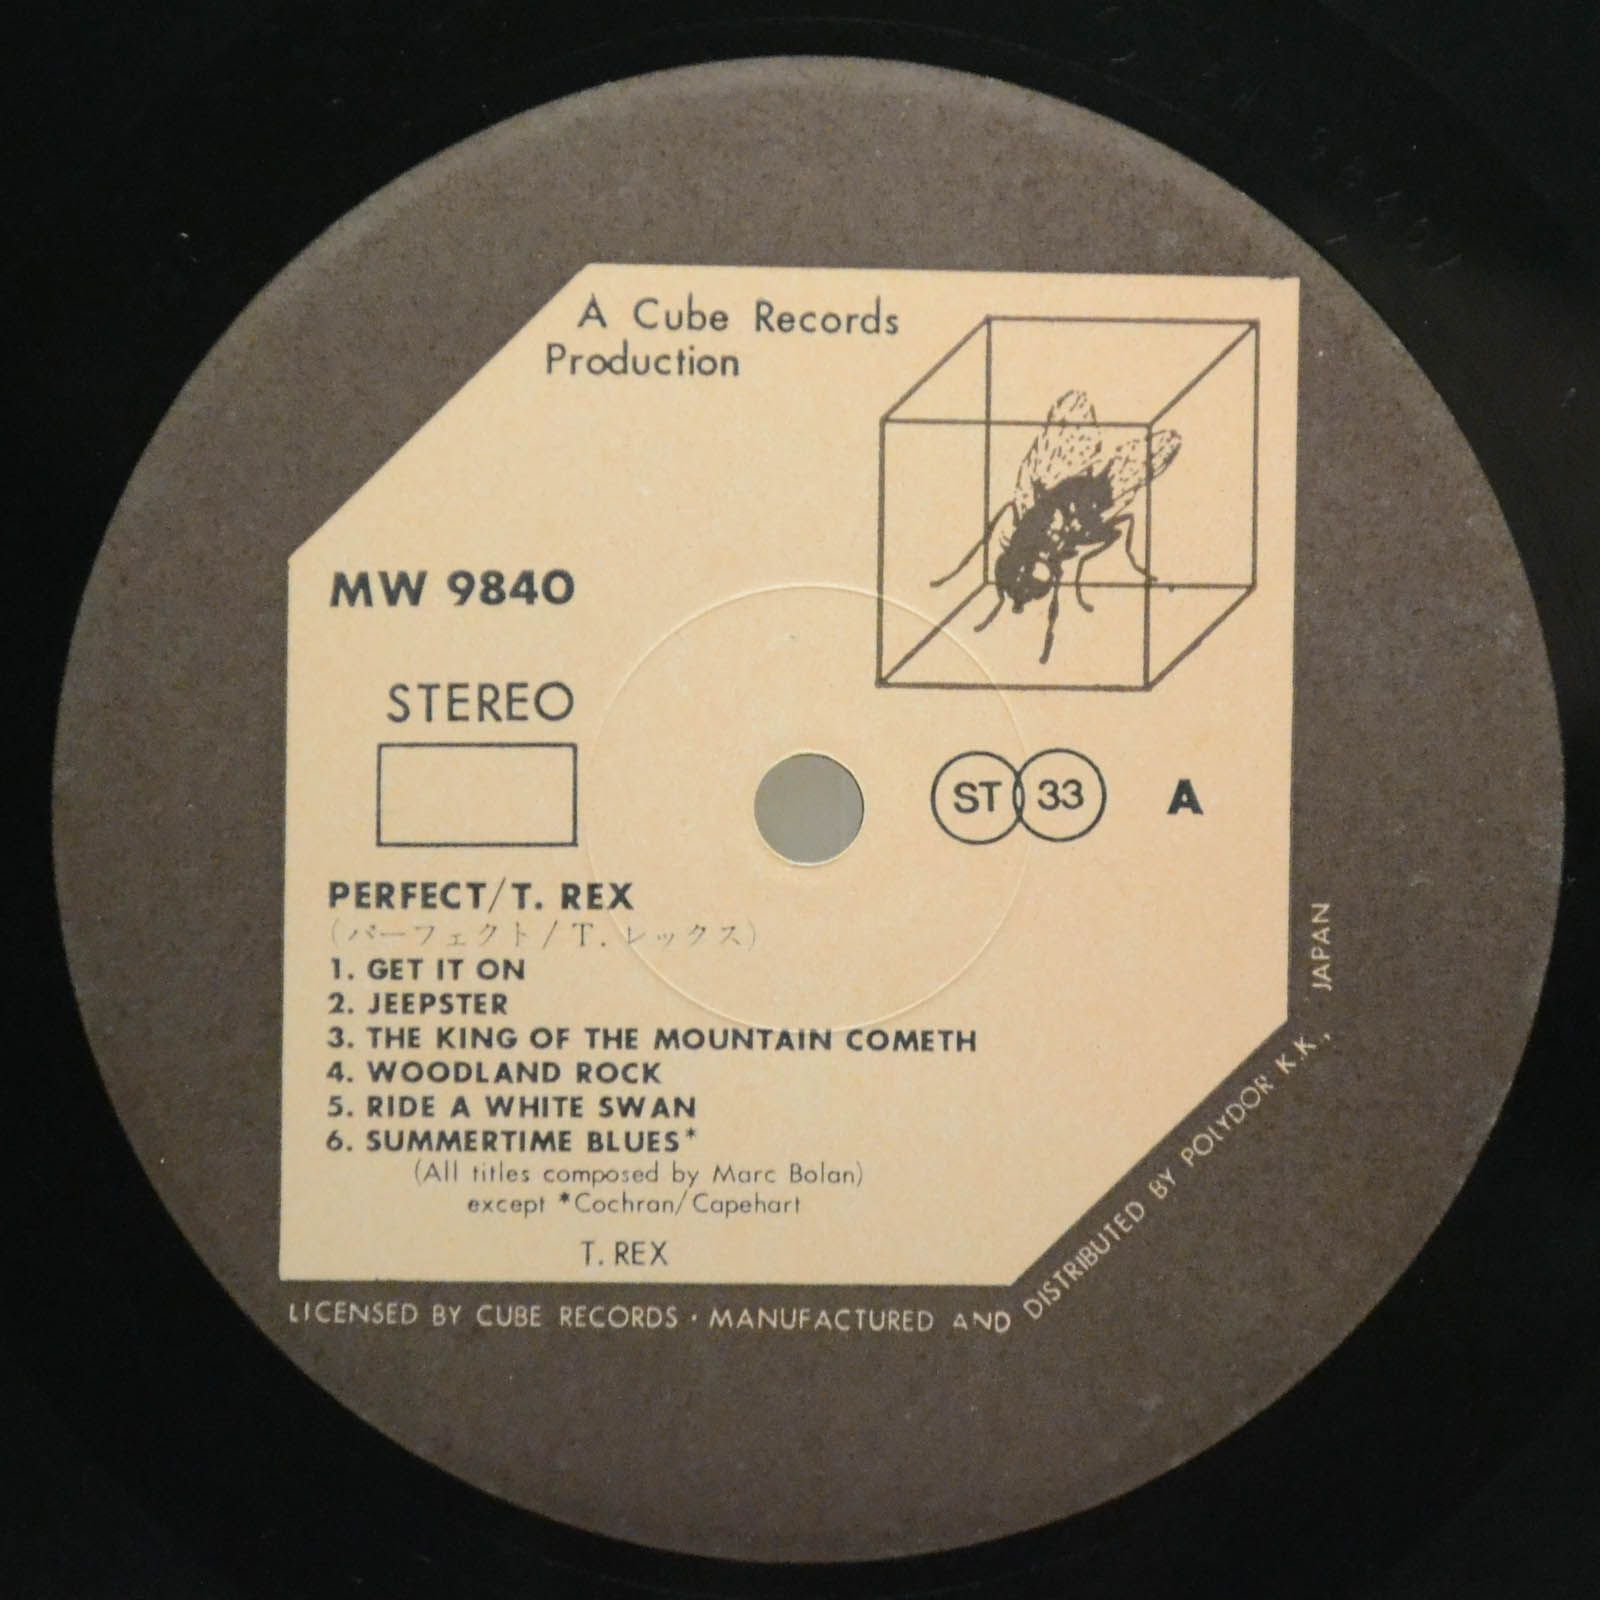 A Cube Records
Production
MW 9840
STEREO
ST 33 A
PERFECT/T. REX
(パーフェクト/T. レックス)
1. GET IT ON
2. JEEPSTER
3. THE KING OF THE MOUNTAIN COMETH
4. WOODLAND ROCK
5. RIDE A WHITE SWAN
6. SUMMERTIME BLUES*
(All titles composed by Marc Bolan)
except *Cochran/Capehart
T. REX
LICENSED BY CUBE RECORDS · MANUFACTURED AND DISTRIBUTED BY POLYDOR K.K., JAPAN